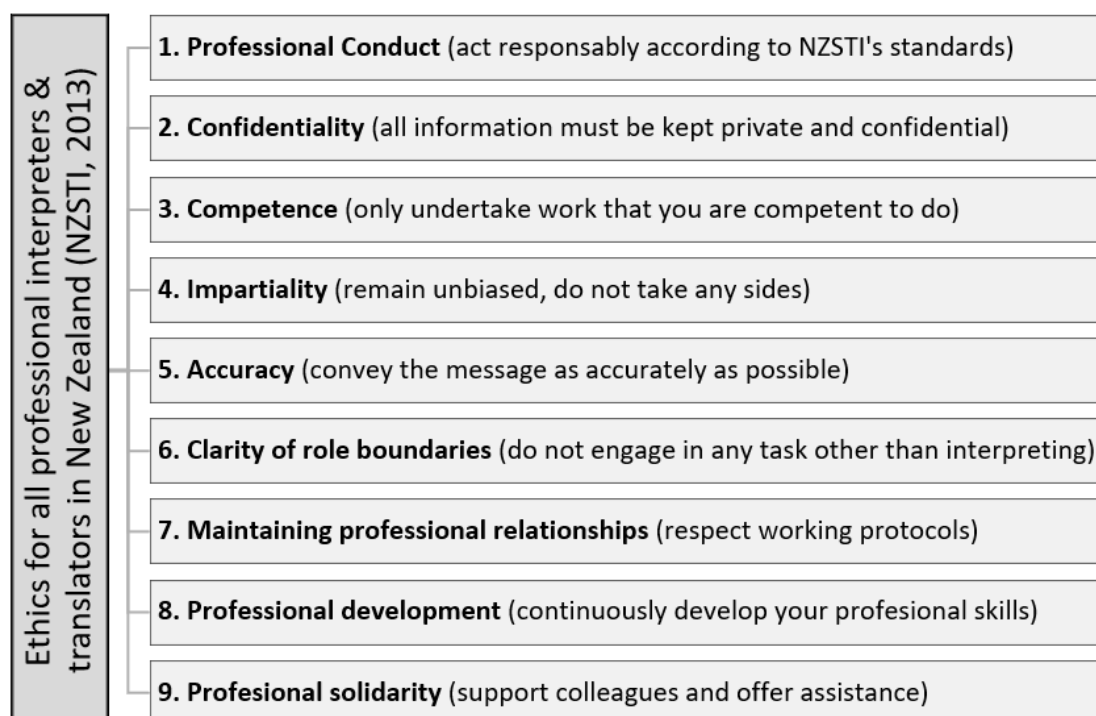 Ethics for all professional interpreters &
translators in New Zealand (NZSTI, 2013)
1. Professional Conduct (act responsably according to NZSTI's standards)
2. Confidentiality (all information must be kept private and confidential)
3. Competence (only undertake work that you are competent to do)
4. Impartiality (remain unbiased, do not take any sides)
5. Accuracy (convey the message as accurately as possible)
6. Clarity of role boundaries (do not engage in any task other than interpreting)
7. Maintaining professional relationships (respect working protocols)
8. Professional development (continuously develop your profesional skills)
9. Profesional solidarity (support colleagues and offer assistance)